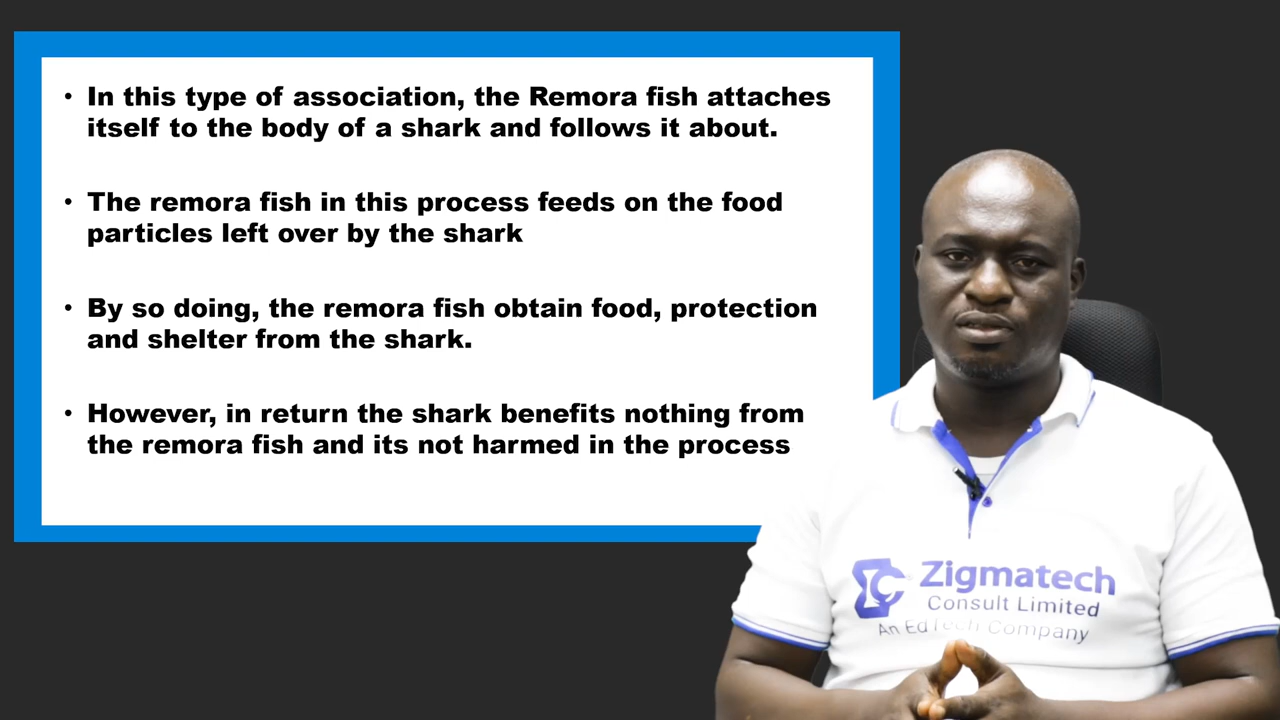 • In this type of association, the Remora fish attaches
itself to the body of a shark and follows it about.
• The remora fish in this process feeds on the food
particles left over by the shark
• By so doing, the remora fish obtain food, protection
and shelter from the shark.
• However, in return the shark benefits nothing from
the remora fish and its not harmed in the process
Zigmatech
Consult Limited
An EdTech Company